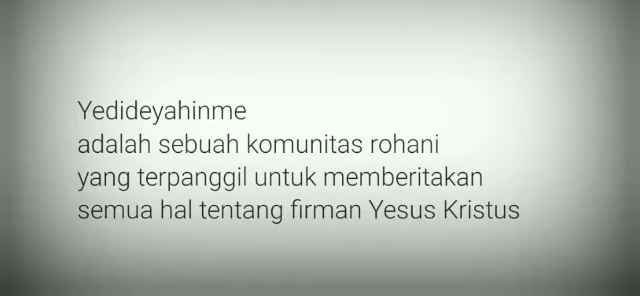 Yedideyahinme
adalah sebuah komunitas rohani
yang terpanggil untuk memberitakan
semua hal tentang firman Yesus Kristus